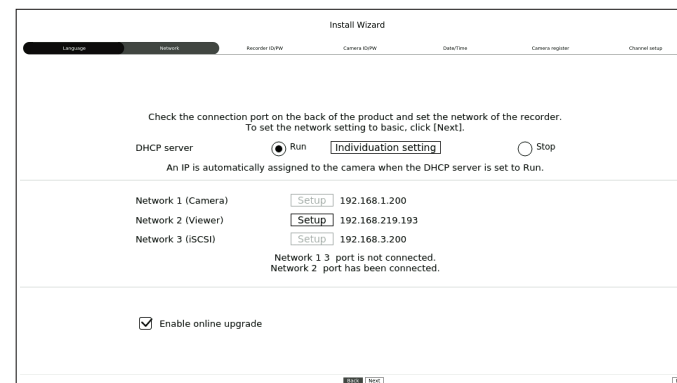 Install Wizard
Language Network Recorder ID/PW Camera ID/PW Date/Time Camera register Channel setup
Check the connection port on the back of the product and set the network of the recorder.
To set the network setting to basic, click [Next].
DHCP server Run Individuation setting Stop
An IP is automatically assigned to the camera when the DHCP server is set to Run.
Network 1 (Camera) Setup 192.168.1.200
Network 2 (Viewer) Setup 192.168.219.193
Network 3 (iSCSI) Setup 192.168.3.200
Network 1 3 port is not connected.
Network 2 port has been connected.
Enable online upgrade
Back Next